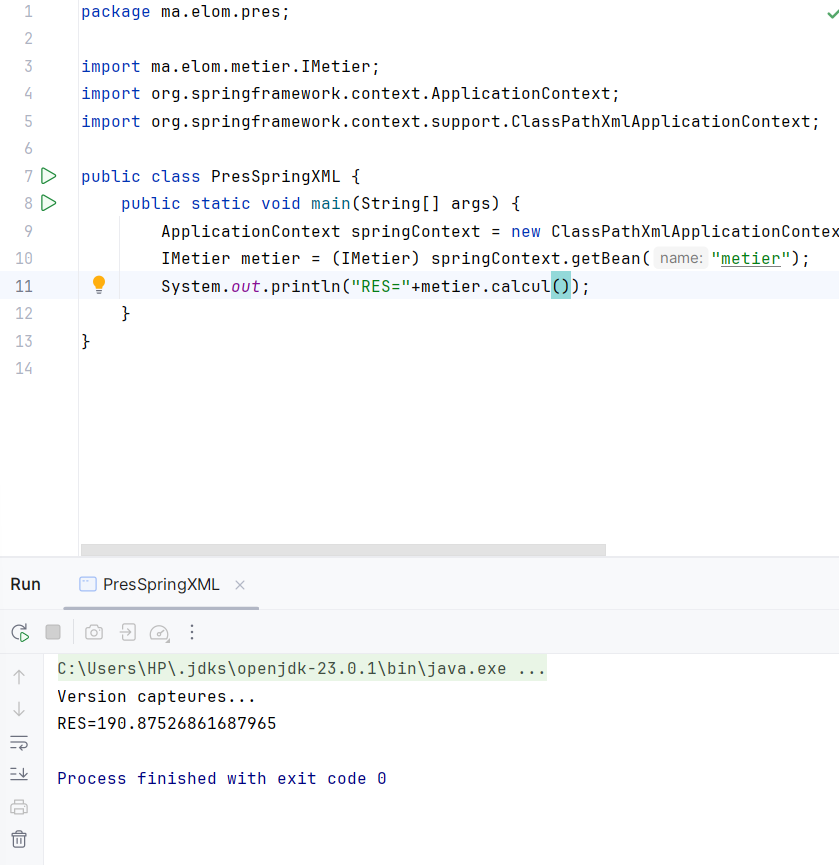 1 package ma.elom.pres;
2
3 import ma.elom.metier.IMetier;
4 import org.springframework.context.ApplicationContext;
5 import org.springframework.context.support.ClassPathXmlApplicationContext;
6
7 public class PresSpringXML {
8 public static void main(String[] args) {
9 ApplicationContext springContext = new ClassPathXmlApplicationContex
10 IMetier metier = (IMetier) springContext.getBean( name: "metier");
11 System.out.println("RES="+metier.calcul());
12 }
13 }
14
Run PresSpringXML ×
C:\Users\HP\.jdks\openjdk-23.0.1\bin\java.exe ...
Version capteures...
RES=190.87526861687965
Process finished with exit code 0